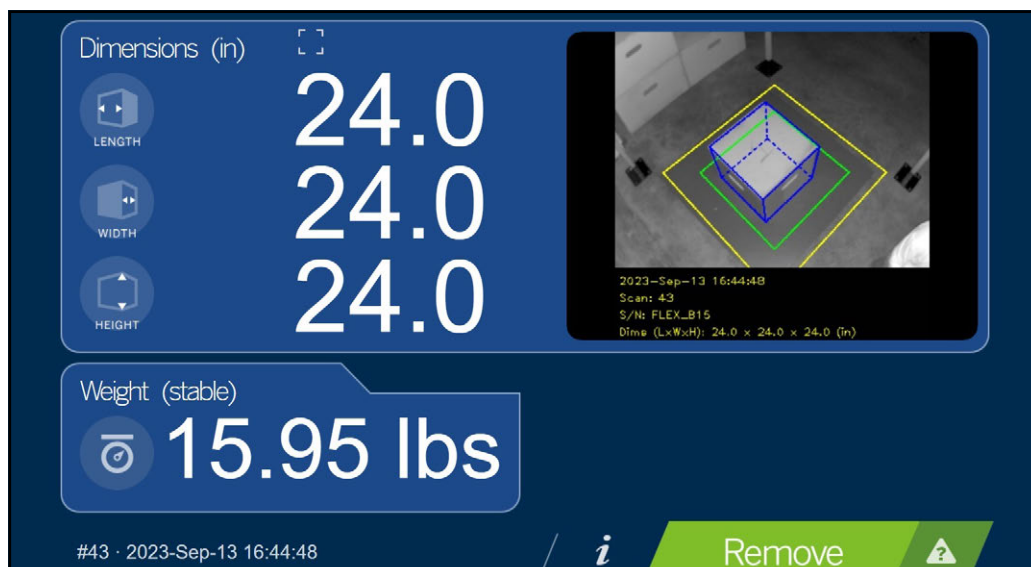 Dimensions (in)
LENGTH
24.0
WIDTH
24.0
HEIGHT
24.0
2023-Sep-13 16:44:48
Scan: 43
S/N: FLEX_B15
Dims (LxWxH): 24.0 x 24.0 x 24.0 (in)
Weight (stable)
15.95 lbs
#43 · 2023-Sep-13 16:44:48
i
Remove
?